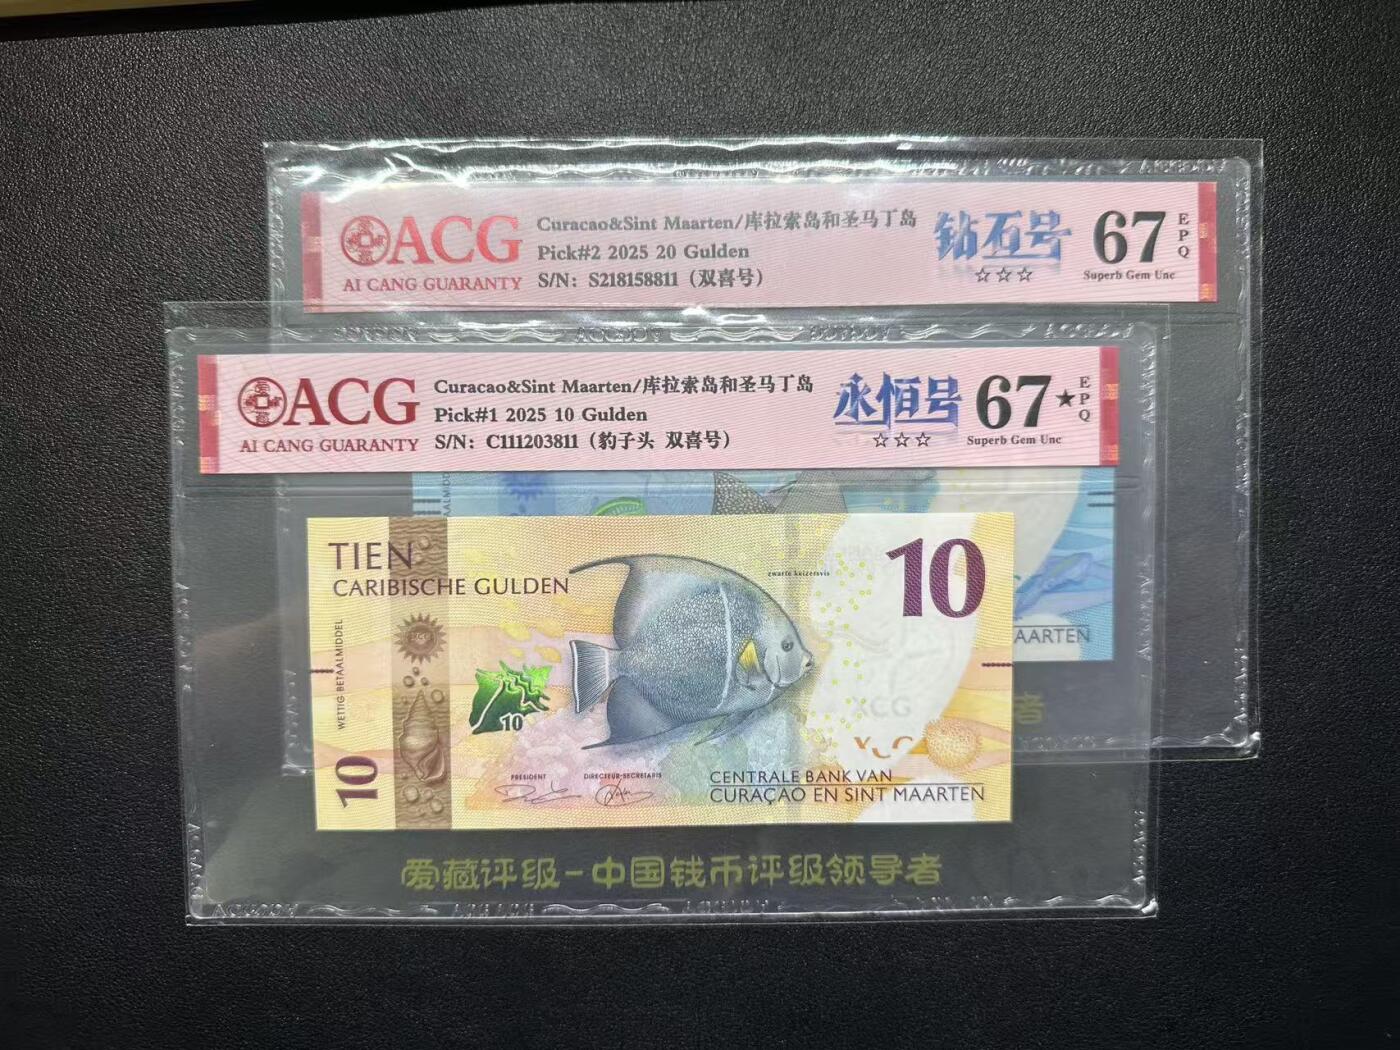 ACG
AI CANG GUARANTY
Curacao&Sint Maarten/库拉索岛和圣马丁岛
Pick#2 2025 20 Gulden
S/N: S218158811（双喜号）
钻石号
☆☆☆
67
EPQ
Superb Gem Unc
ACG
AI CANG GUARANTY
Curacao&Sint Maarten/库拉索岛和圣马丁岛
Pick#1 2025 10 Gulden
S/N: C111203811（豹子头 双喜号）
永恒号
☆☆☆
67★
EPQ
Superb Gem Unc
TIEN
CARIBISCHE GULDEN
zwarte keizersvis
10
WETTIG BETAALMIDDEL
10
10
XCG
PRESIDENT
DIRECTEUR-SECRETARIS
CENTRALE BANK VAN
CURAÇAO EN SINT MAARTEN
AARTEN
者
爱藏评级-中国钱币评级领导者